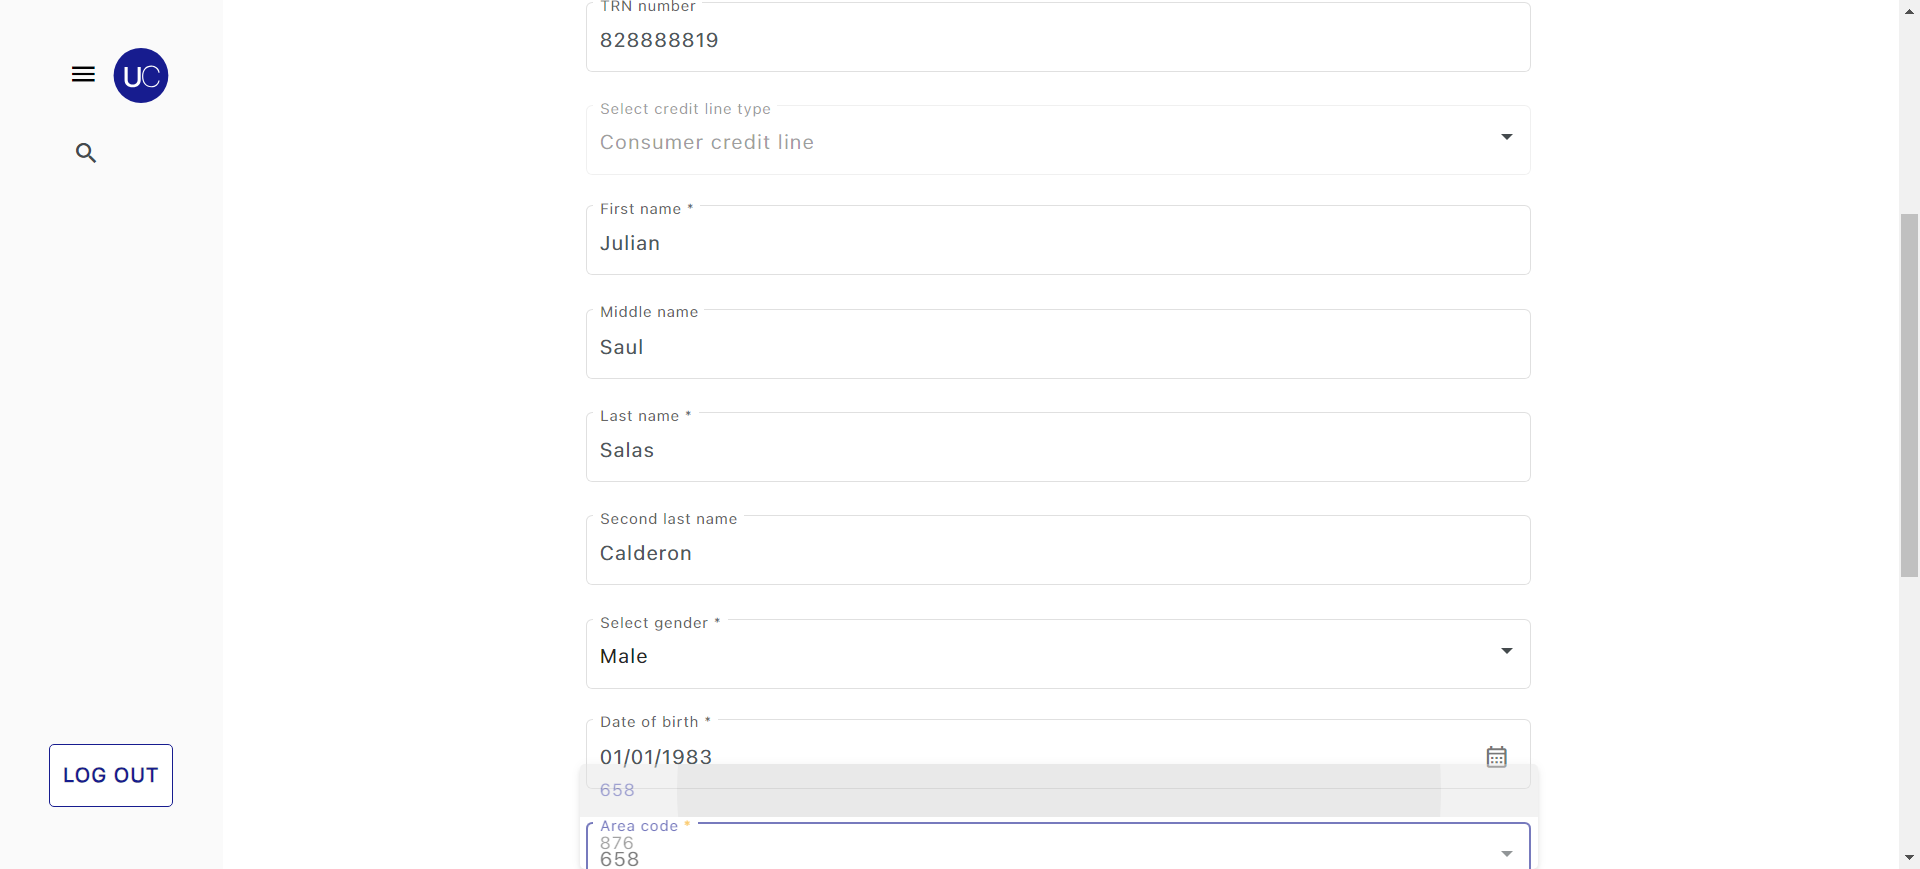 UC
LOG OUT
TRN number
828888819
Select credit line type
Consumer credit line
First name *
Julian
Middle name
Saul
Last name *
Salas
Second last name
Calderon
Select gender *
Male
Date of birth *
01/01/1983
658
Area code *
876
658